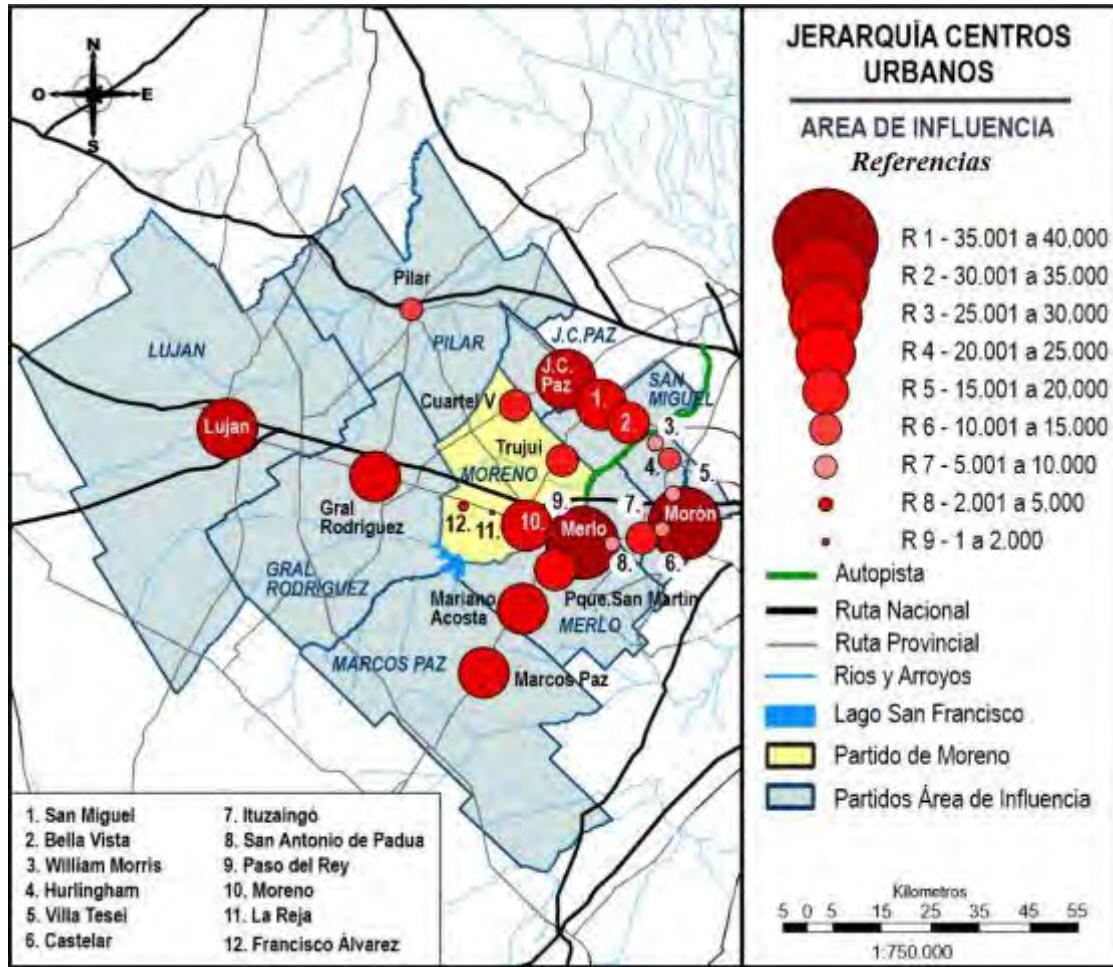 N
O
E
S
Pilar
LUJAN
PILAR
J.C.PAZ
J.C.
Paz
SAN
MIGUEL
Cuartel V
1.
2.
3.
Lujan
Trujui
4.
5.
MORENO
Gral
Rodriguez
9.
7.
12.
11.
10.
Merlo
Morón
8.
6.
GRAL
RODRÍGUEZ
Mariano
Acosta
Pque.San Martin
MERLO
MARCOS PAZ
Marcos Paz
1. San Miguel
2. Bella Vista
3. William Morris
4. Hurlingham
5. Villa Tesei
6. Castelar
7. Ituzaingó
8. San Antonio de Padua
9. Paso del Rey
10. Moreno
11. La Reja
12. Francisco Álvarez
JERARQUÍA CENTROS
URBANOS
AREA DE INFLUENCIA
Referencias
R 1 - 35.001 a 40.000
R 2 - 30.001 a 35.000
R 3 - 25.001 a 30.000
R 4 - 20.001 a 25.000
R 5 - 15.001 a 20.000
R 6 - 10.001 a 15.000
R 7 - 5.001 a 10.000
R 8 - 2.001 a 5.000
R 9 - 1 a 2.000
Autopista
Ruta Nacional
Ruta Provincial
Rios y Arroyos
Lago San Francisco
Partido de Moreno
Partidos Área de Influencia
Kilometros
5 0 5 15 25 35 45 55
1:750.000